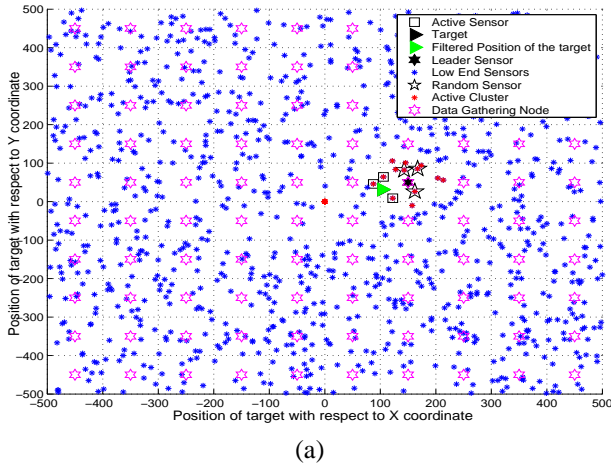 Active Sensor
Target
Filtered Position of the target
Leader Sensor
Low End Sensors
Random Sensor
Active Cluster
Data Gathering Node
Position of target with respect to Y coordinate
500
400
300
200
100
0
-100
-200
-300
-400
-500
-500 -400 -300 -200 -100 0 100 200 300 400 500
Position of target with respect to X coordinate
(a)